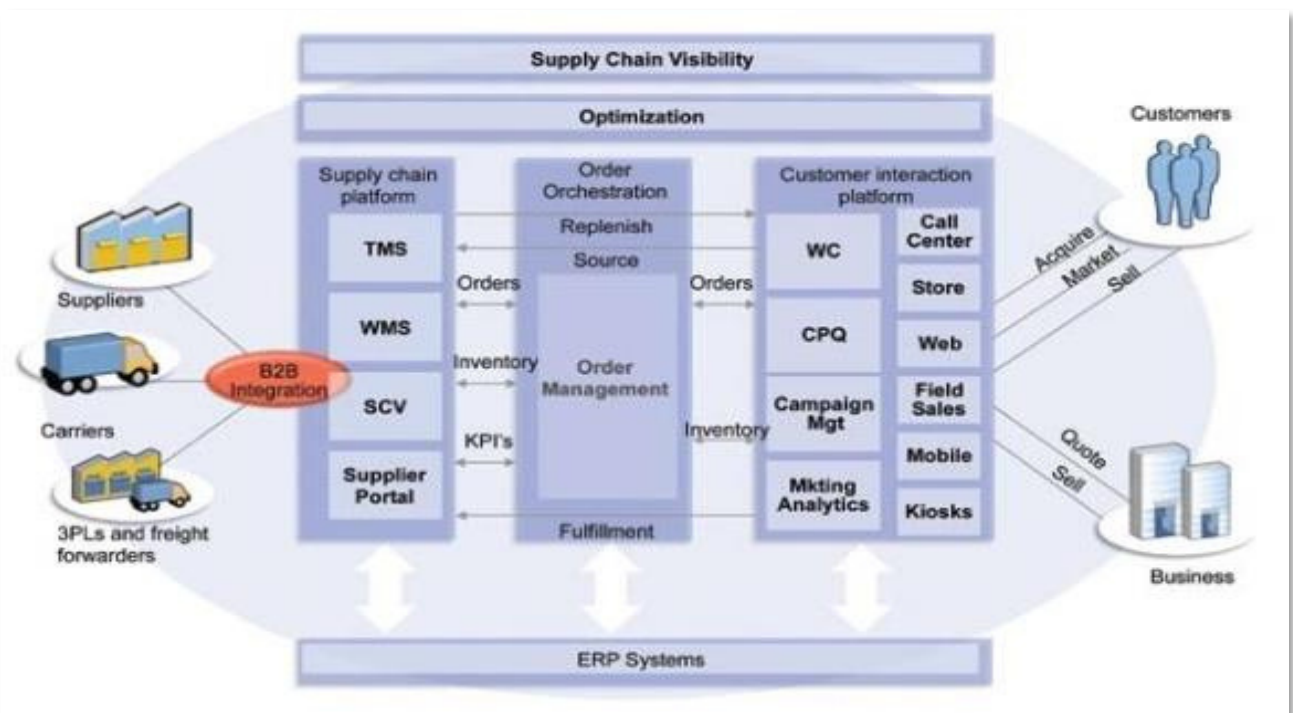 Supply Chain Visibility
Optimization
Supply chain
platform
TMS
WMS
SCV
Supplier
Portal
Order
Orchestration
Replenish
Source
Orders
Orders
Inventory
Order
Management
KPI's
Inventory
Fulfillment
Customer interaction
platform
WC
CPQ
Campaign
Mgt
Mkting
Analytics
Call
Center
Store
Web
Field
Sales
Mobile
Kiosks
Suppliers
B2B
Integration
Carriers
3PLs and freight
forwarders
Customers
Acquire
Market
Sell
Quote
Sell
Business
ERP Systems